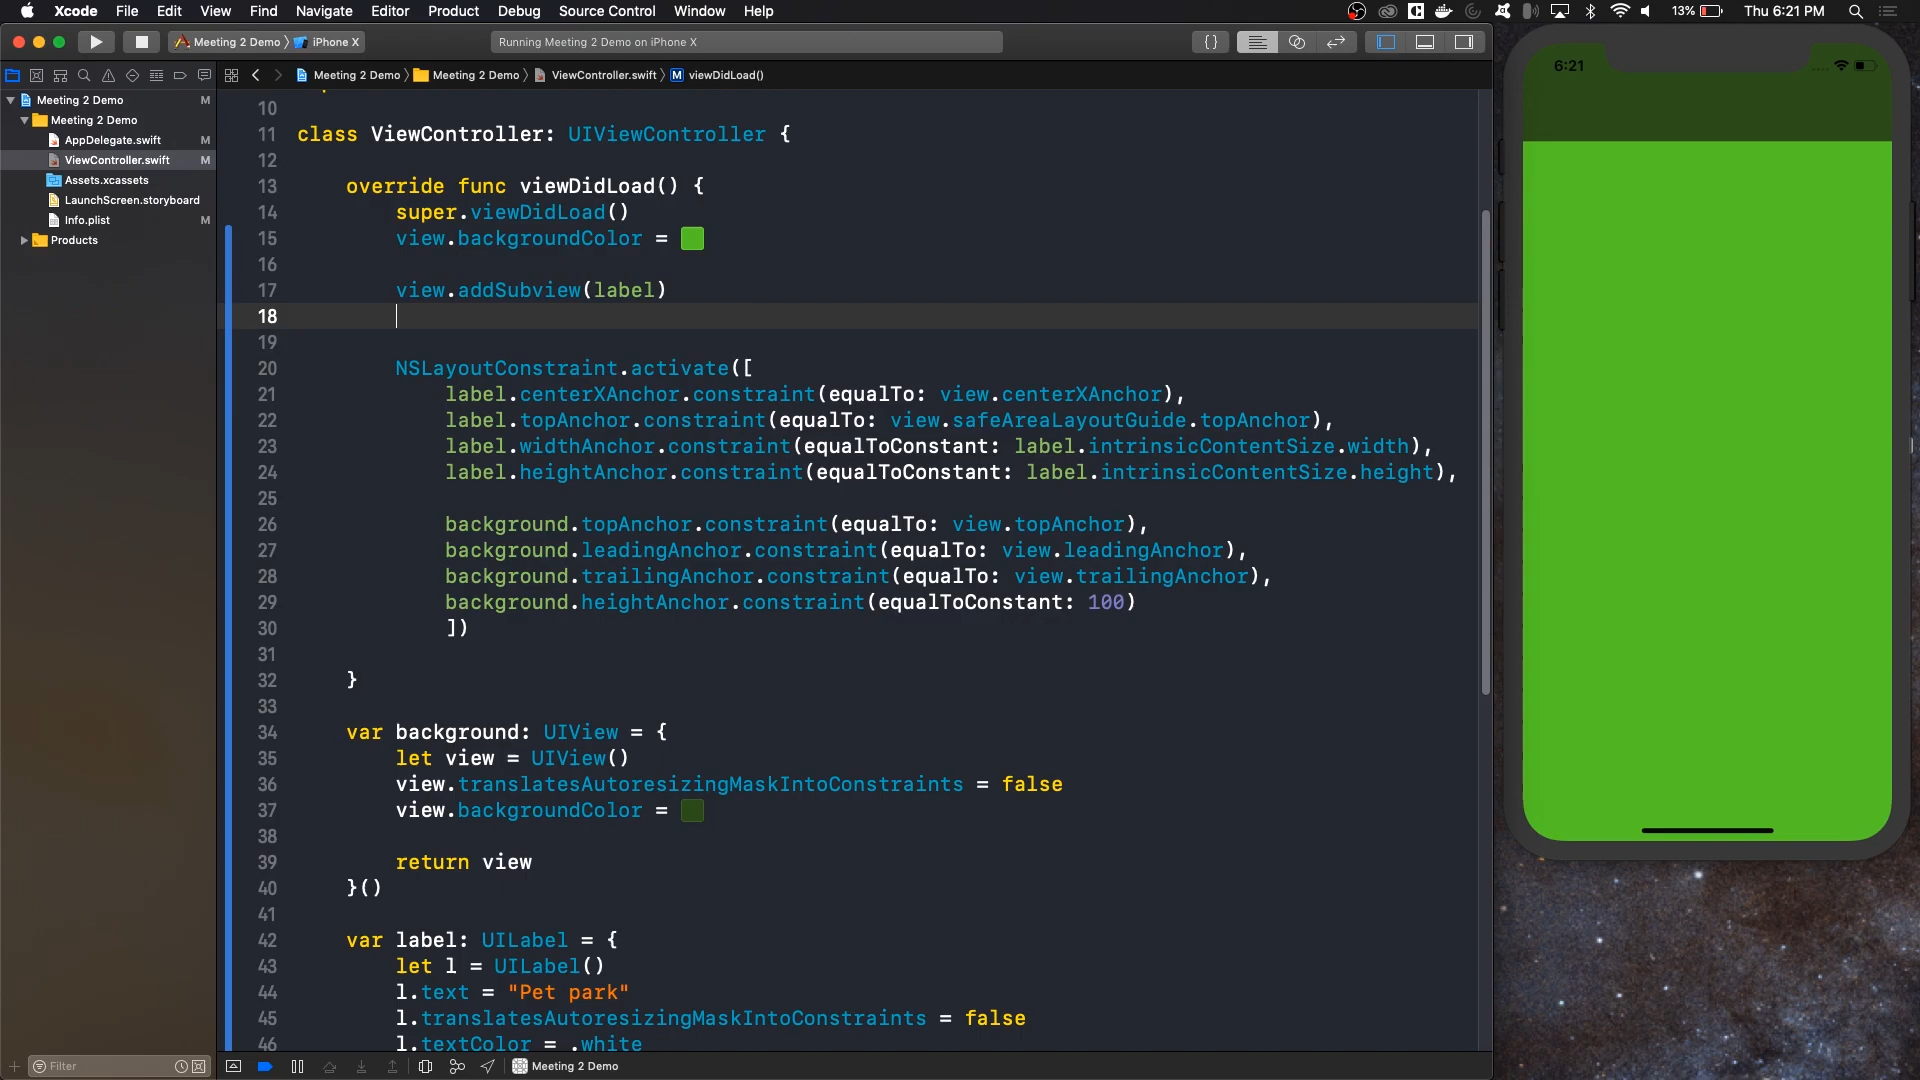 Xcode File Edit View Find Navigate Editor Product Debug Source Control Window Help 13% Thu 6:21 PM
Meeting 2 Demo iPhone X Running Meeting 2 Demo on iPhone X {}
6:21
Meeting 2 Demo Meeting 2 Demo ViewController.swift M viewDidLoad()
Meeting 2 Demo M
Meeting 2 Demo
AppDelegate.swift M
ViewController.swift M
Assets.xcassets
LaunchScreen.storyboard
Info.plist M
Products
10
11 class ViewController: UIViewController {
12
13 override func viewDidLoad() {
14 super.viewDidLoad()
15 view.backgroundColor =
16
17 view.addSubview(label)
18
19
20 NSLayoutConstraint.activate([
21 label.centerXAnchor.constraint(equalTo: view.centerXAnchor),
22 label.topAnchor.constraint(equalTo: view.safeAreaLayoutGuide.topAnchor),
23 label.widthAnchor.constraint(equalToConstant: label.intrinsicContentSize.width),
24 label.heightAnchor.constraint(equalToConstant: label.intrinsicContentSize.height),
25
26 background.topAnchor.constraint(equalTo: view.topAnchor),
27 background.leadingAnchor.constraint(equalTo: view.leadingAnchor),
28 background.trailingAnchor.constraint(equalTo: view.trailingAnchor),
29 background.heightAnchor.constraint(equalToConstant: 100)
30 ])
31
32 }
33
34 var background: UIView = {
35 let view = UIView()
36 view.translatesAutoresizingMaskIntoConstraints = false
37 view.backgroundColor =
38
39 return view
40 }()
41
42 var label: UILabel = {
43 let l = UILabel()
44 l.text = "Pet park"
45 l.translatesAutoresizingMaskIntoConstraints = false
46 l.textColor = .white
Filter Meeting 2 Demo